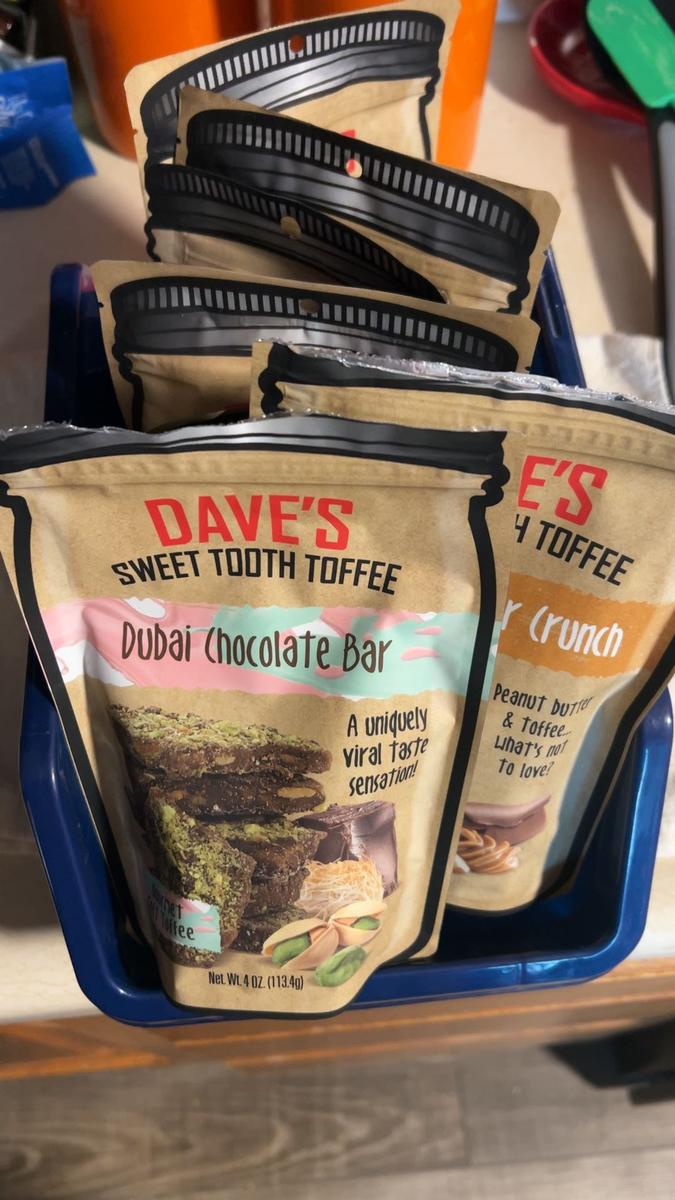 DAVE'S
SWEET TOOTH TOFFEE
Dubai Chocolate Bar
A uniquely
viral taste
sensation!
Toffee
Net. Wt. 4 OZ. (113.4g)
E'S
H TOFFEE
r Crunch
Peanut butter
& toffee...
what's not
to love?